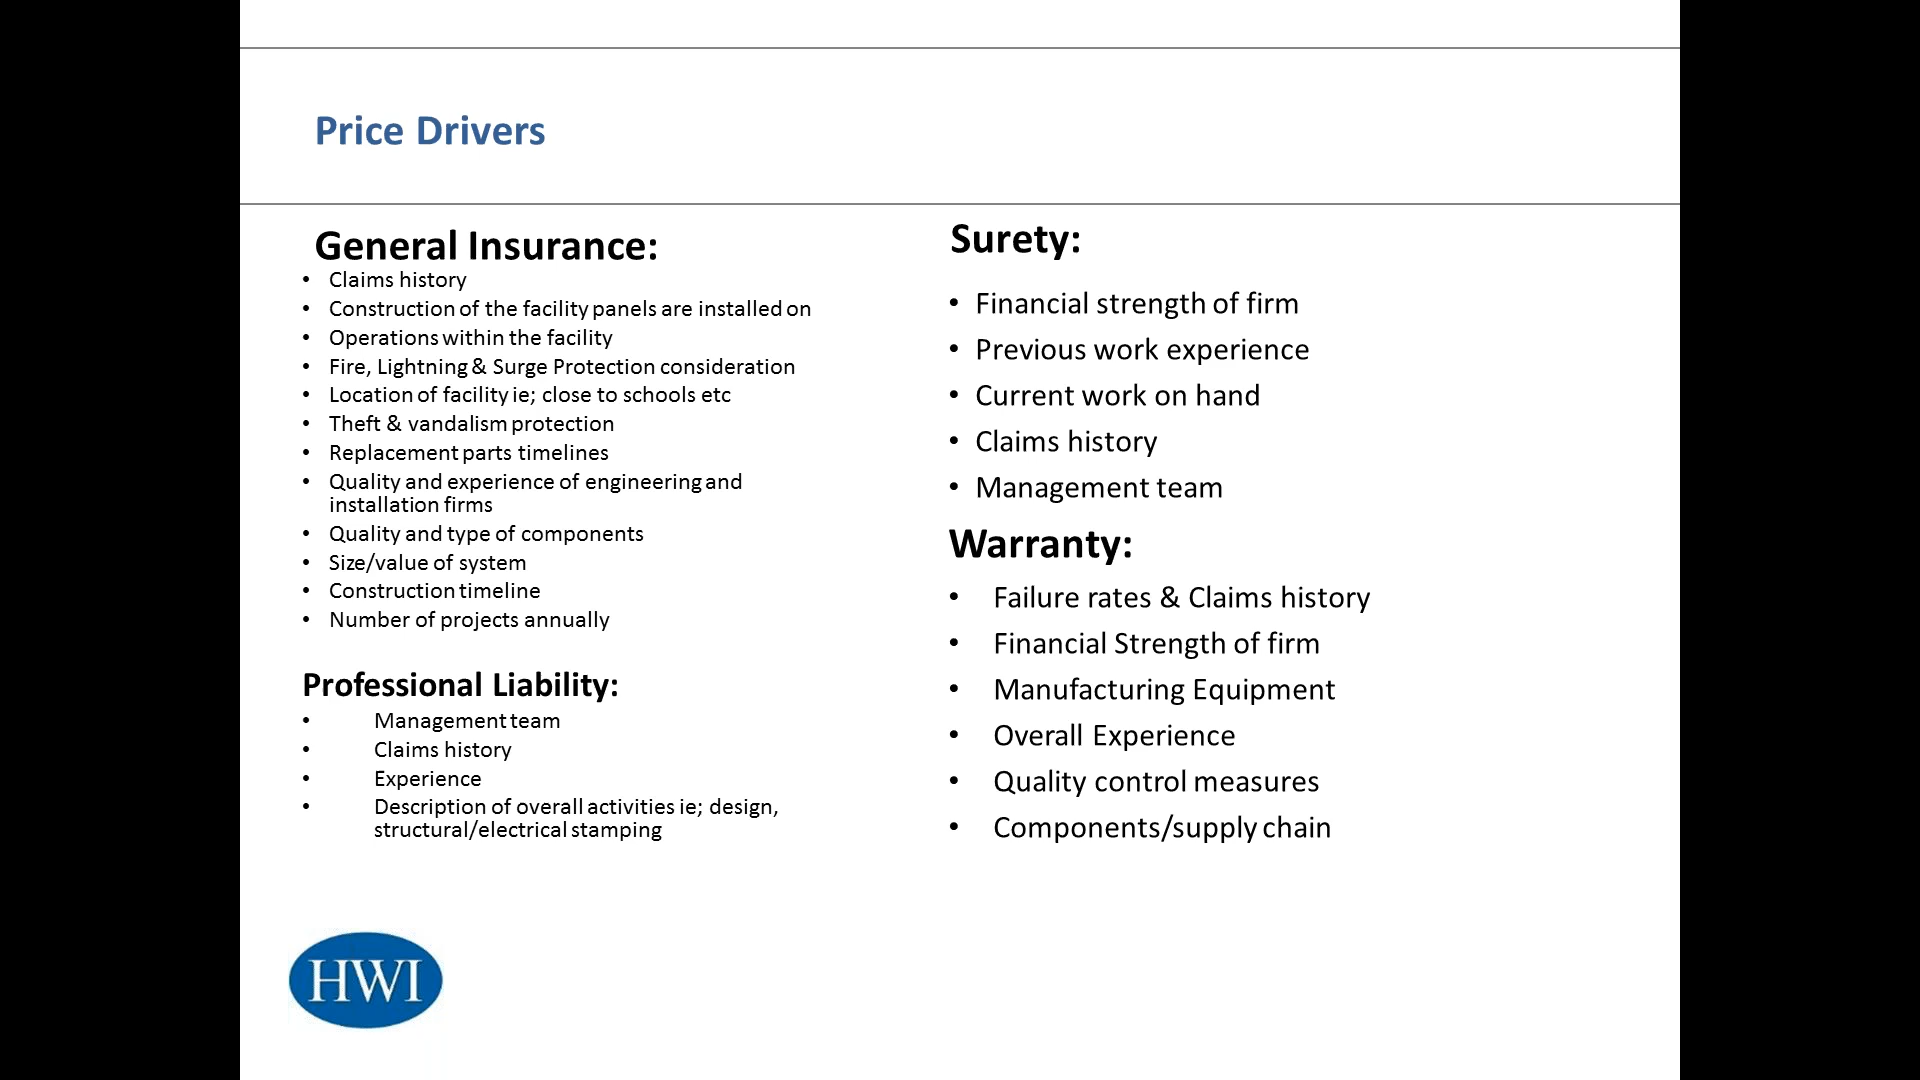 Price Drivers
General Insurance:
• Claims history
• Construction of the facility panels are installed on
• Operations within the facility
• Fire, Lightning & Surge Protection consideration
• Location of facility ie; close to schools etc
• Theft & vandalism protection
• Replacement parts timelines
• Quality and experience of engineering and
installation firms
• Quality and type of components
• Size/value of system
• Construction timeline
• Number of projects annually
Professional Liability:
• Management team
• Claims history
• Experience
• Description of overall activities ie; design,
structural/electrical stamping
Surety:
• Financial strength of firm
• Previous work experience
• Current work on hand
• Claims history
• Management team
Warranty:
• Failure rates & Claims history
• Financial Strength of firm
• Manufacturing Equipment
• Overall Experience
• Quality control measures
• Components/supply chain
HWI